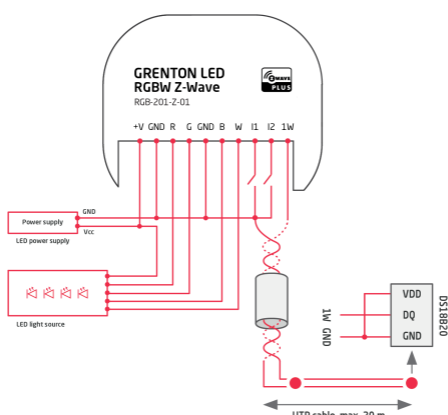 GRENTON LED
RGBW Z-Wave
RGB-201-Z-01
Z WAVE
PLUS
+V GND R G GND B W I1 I2 1W
GND
Power supply
Vcc
LED power supply
LED light source
VDD
DQ
GND
DS18B20
1W
GND
UTP cable, max. 30 m